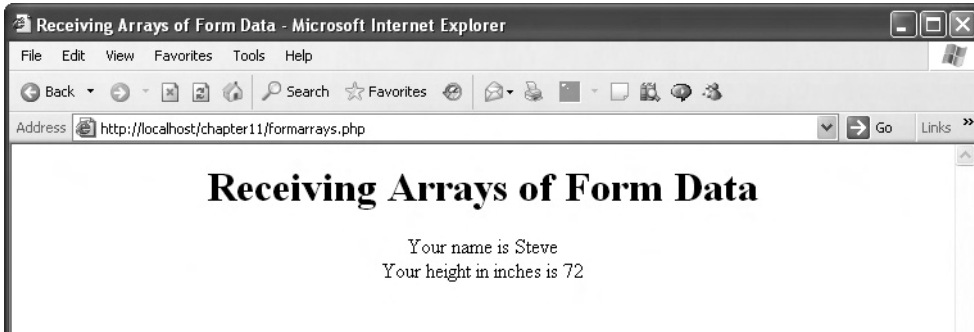 Receiving Arrays of Form Data - Microsoft Internet Explorer
File Edit View Favorites Tools Help
Back Search Favorites
Address http://localhost/chapter11/formarrays.php Go Links »
Receiving Arrays of Form Data
Your name is Steve
Your height in inches is 72